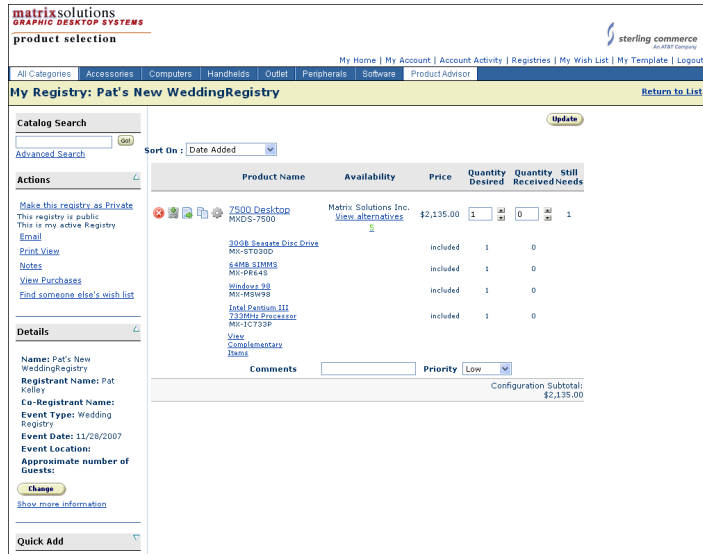 matrixsolutions
GRAPHIC DESKTOP SYSTEMS
product selection
sterling commerce
An AT&T Company
My Home | My Account | Account Activity | Registries | My Wish List | My Template | Logout
All Categories Accessories Computers Handhelds Outlet Peripherals Software Product Advisor
My Registry: Pat's New WeddingRegistry
Return to List
Catalog Search
Go!
Advanced Search
Actions
Make this registry as Private
This registry is public
This is my active Registry
Email
Print View
Notes
View Purchases
Find someone else's wish list
Details
Name: Pat's New
WeddingRegistry
Registrant Name: Pat
Kelley
Co-Registrant Name:
Event Type: Wedding
Registry
Event Date: 11/28/2007
Event Location:
Approximate number of
Guests:
Change
Show more information
Quick Add
Update
Sort On : Date Added
Product Name Availability Price Quantity Desired Quantity Received Still Needs
7500 Desktop Matrix Solutions Inc. $2,135.00 1 0 1
MXDS-7500 View alternatives
5
30GB Seagate Disc Drive included 1 0
MX-ST030D
64MB SIMMS included 1 0
MX-PR64S
Windows 98 included 1 0
MX-MSW98
Intel Pentium III
733MHz Processor included 1 0
MX-IC733P
View
Complementary
Items
Comments Priority Low
Configuration Subtotal:
$2,135.00